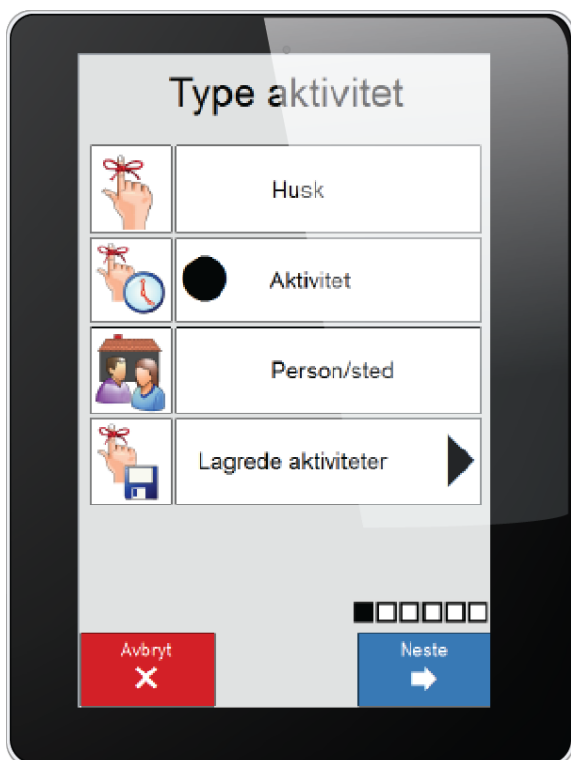 Type aktivitet
Husk
Aktivitet
Person/sted
Lagrede aktiviteter
Avbryt
Neste